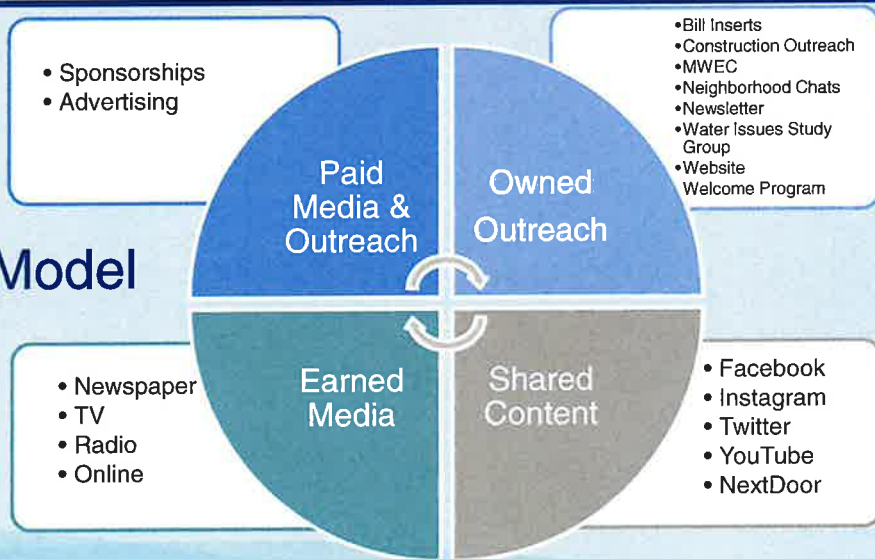 • Sponsorships
• Advertising
•Bill Inserts
•Construction Outreach
•MWEC
•Neighborhood Chats
•Newsletter
•Water Issues Study
Group
•Website
Welcome Program
Paid
Media &
Outreach
Owned
Outreach
Model
Earned
Media
Shared
Content
• Newspaper
• TV
• Radio
• Online
• Facebook
• Instagram
• Twitter
• YouTube
• NextDoor